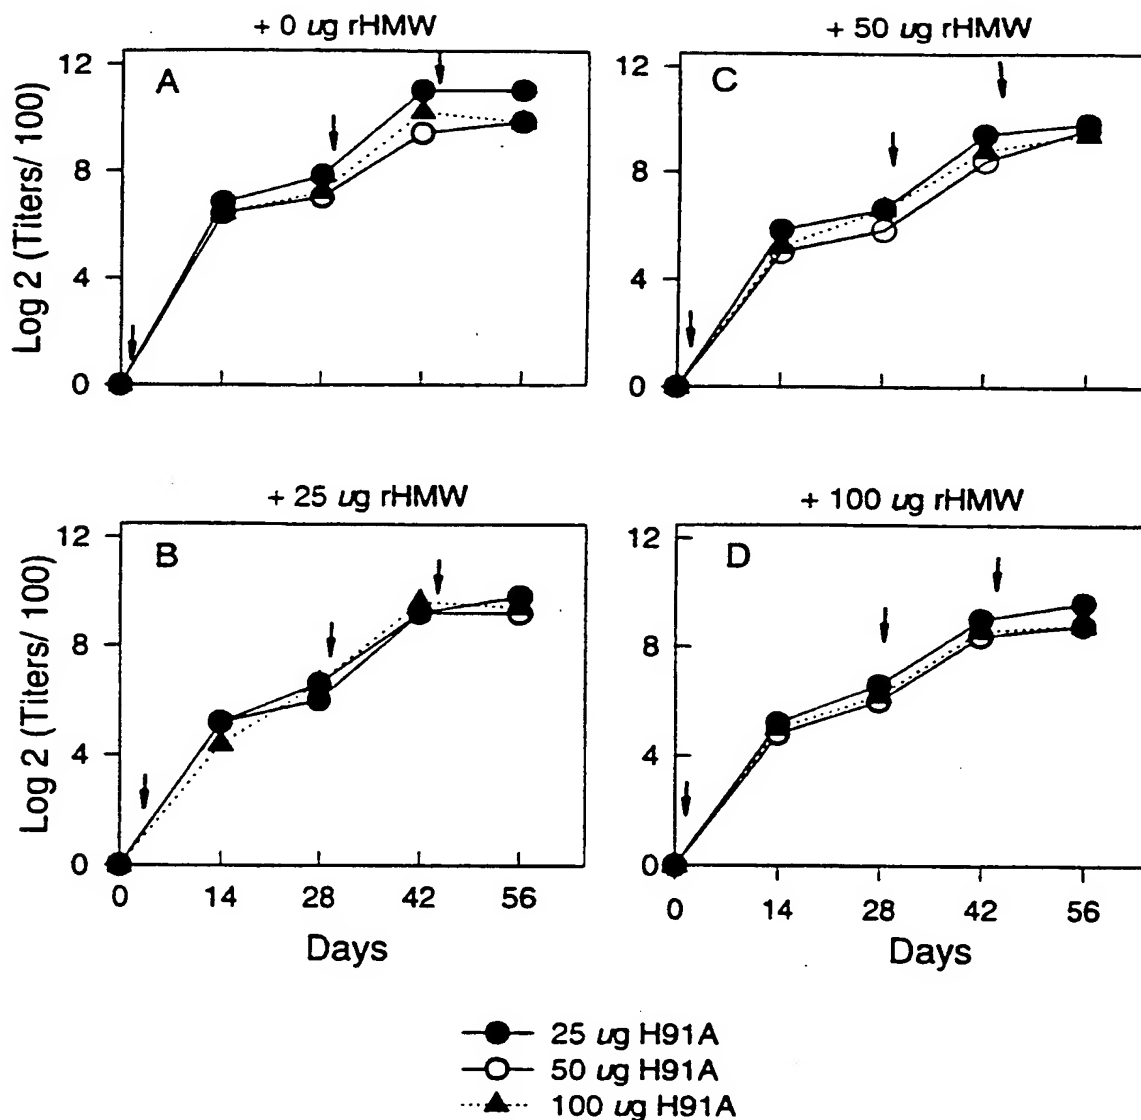 + 0 ug rHMW
A
12
8
4
0
Log 2 (Titers/ 100)
+ 50 ug rHMW
C
12
8
4
0
+ 25 ug rHMW
B
12
8
4
0
Log 2 (Titers/ 100)
0 14 28 42 56
Days
+ 100 ug rHMW
D
12
8
4
0
0 14 28 42 56
Days
25 ug H91A
50 ug H91A
100 ug H91A